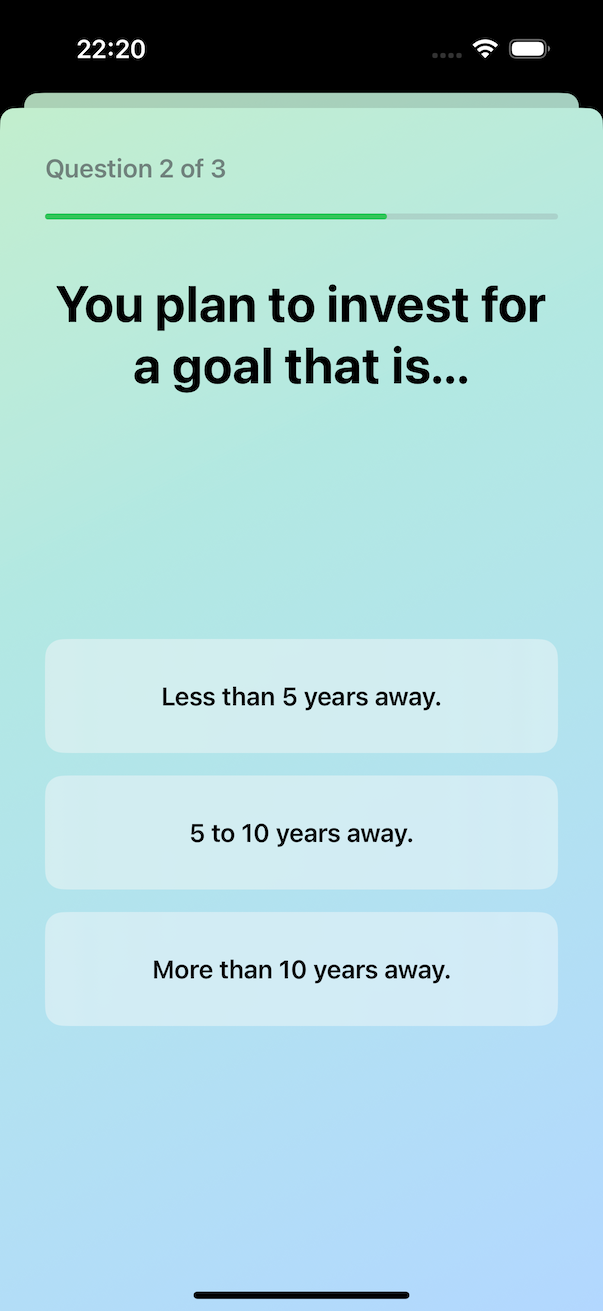 22:20
Question 2 of 3
You plan to invest for
a goal that is...
Less than 5 years away.
5 to 10 years away.
More than 10 years away.